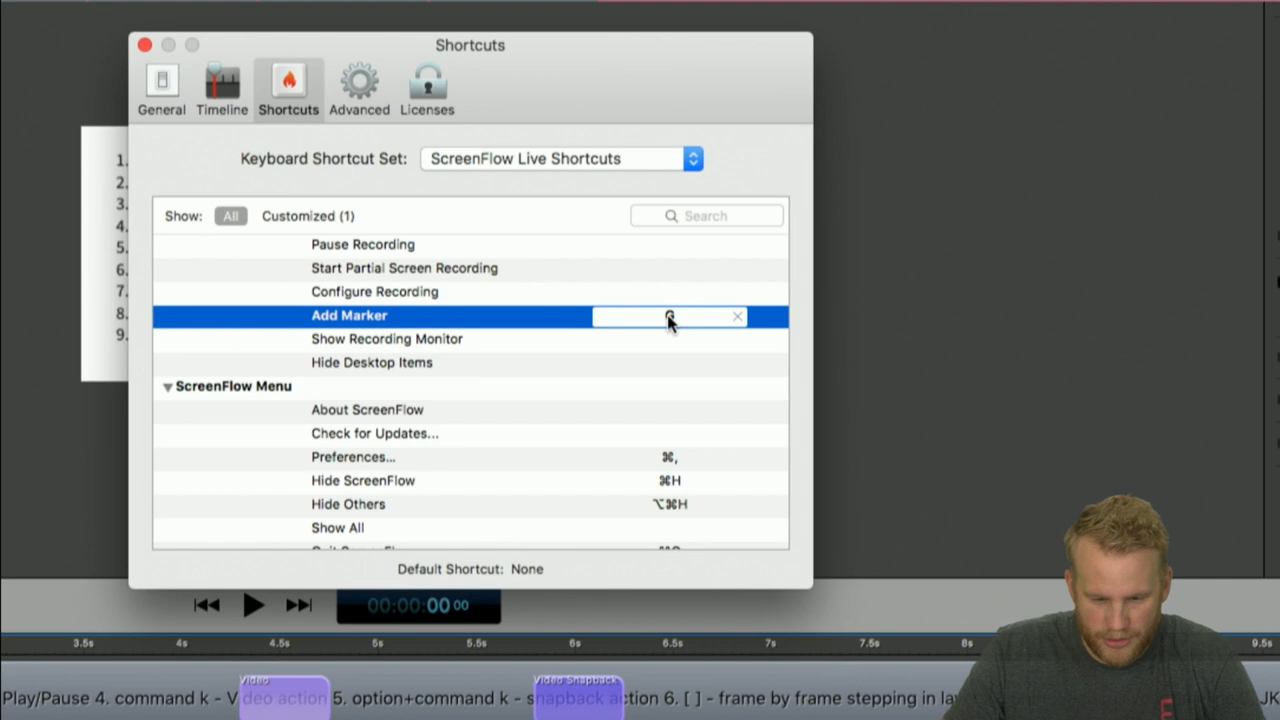 Shortcuts
General Timeline Shortcuts Advanced Licenses
Keyboard Shortcut Set: ScreenFlow Live Shortcuts
Show: All Customized (1) Search
Pause Recording
Start Partial Screen Recording
Configure Recording
Add Marker
Show Recording Monitor
Hide Desktop Items
ScreenFlow Menu
About ScreenFlow
Check for Updates...
Preferences... ⌘,
Hide ScreenFlow ⌘H
Hide Others ⌥⌘H
Show All
Default Shortcut: None
1.
2.
3.
4.
5.
6.
7.
8.
9.
00:00:00 00
3.5s 4s 4.5s 5s 5.5s 6s 6.5s 7s 7.5s 8s 9.5s
Video Video Snapback
Play/Pause 4. command k - Video action 5. option+command k - snapback action 6. [ ] - frame by frame stepping in JK